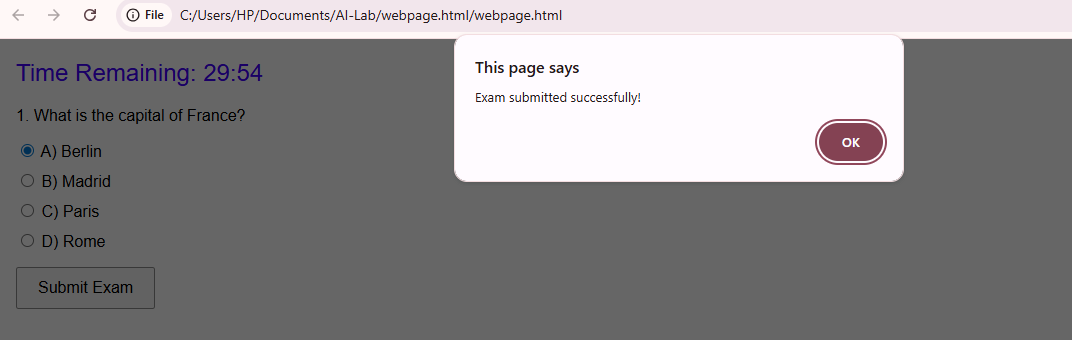 File C:/Users/HP/Documents/AI-Lab/webpage.html/webpage.html
This page says
Exam submitted successfully!
OK
Time Remaining: 29:54
1. What is the capital of France?
A) Berlin
B) Madrid
C) Paris
D) Rome
Submit Exam